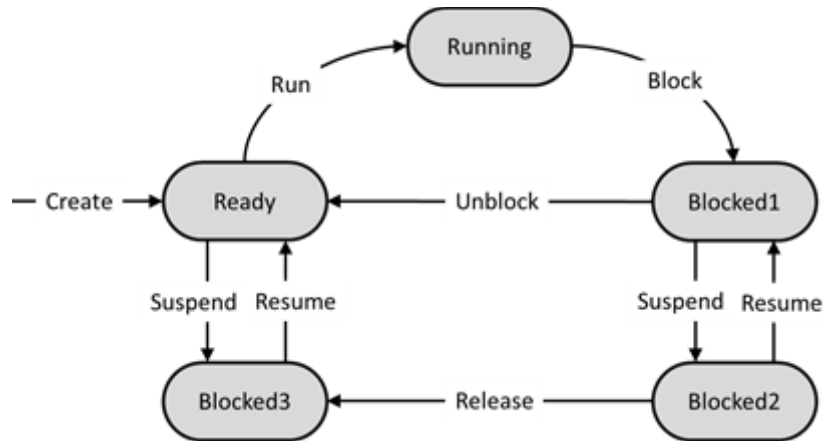 Running
Run
Block
Create
Ready
Unblock
Blocked1
Suspend
Resume
Suspend
Resume
Blocked3
Release
Blocked2